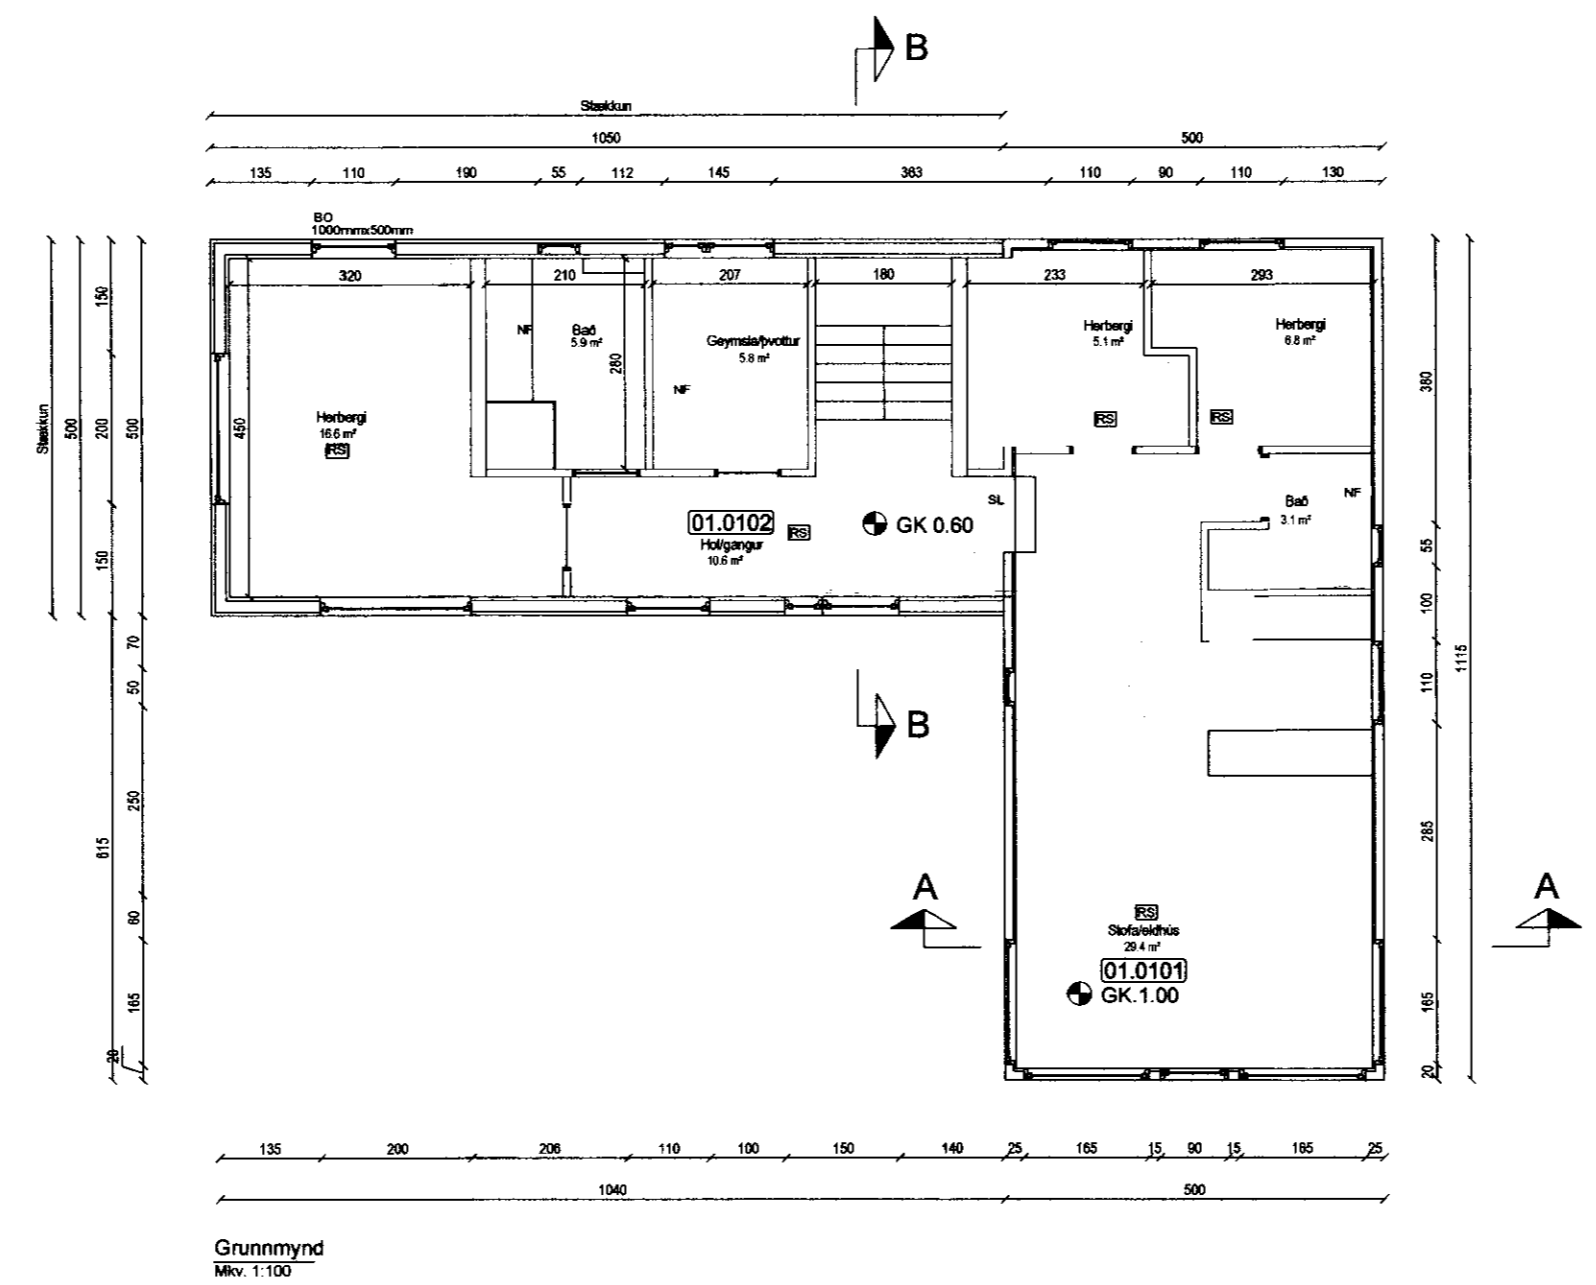 B
Stækkun
1050 500
135 110 190 55 112 145 363 110 90 110 130
BO
1000mmx500mm
320 210 207 180 233 293
Stækkun
500
150
200
150
500
450
280
NF
Bað
5.9 m²
Geymsla/þvottur
5.8 m²
NF
Herbergi
5.1 m²
Herbergi
6.8 m²
Herbergi
16.6 m²
RS
RS
RS
SL
NF
Bað
3.1 m²
01.0102
RS
Hol/gangur
10.6 m²
GK 0.60
380
55
100
110
285
165
20
1115
70
50
250
60
165
20
615
B
A
A
RS
Stofa/eldhús
29.4 m²
01.0101
GK.1.00
135 200 206 110 100 150 140 25 165 15 90 15 165 25
1040 500
Grunnmynd
Mkv. 1:100